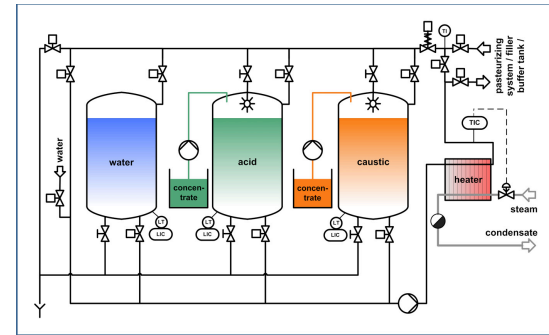 TI
pasteurizing
system / filler
buffer tank /
TIC
water
water
acid
caustic
concen-
trate
concen-
trate
heater
steam
condensate
LT
LIC
LT
LIC
LT
LIC